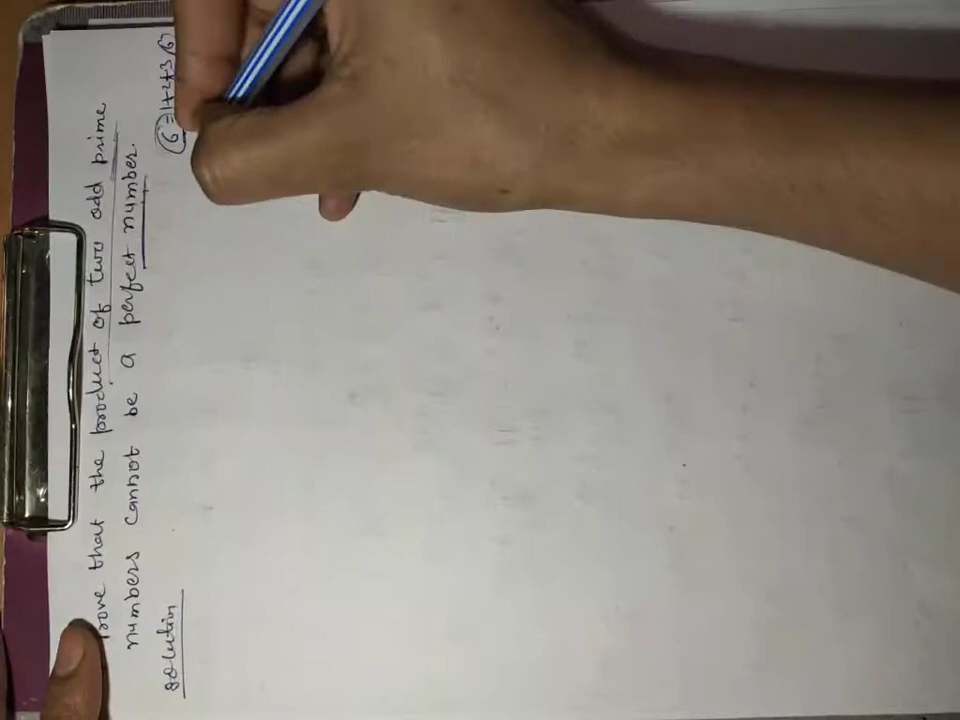 Prove that the product of two odd prime
numbers cannot be a perfect number.
solution
6 = 1+2+3